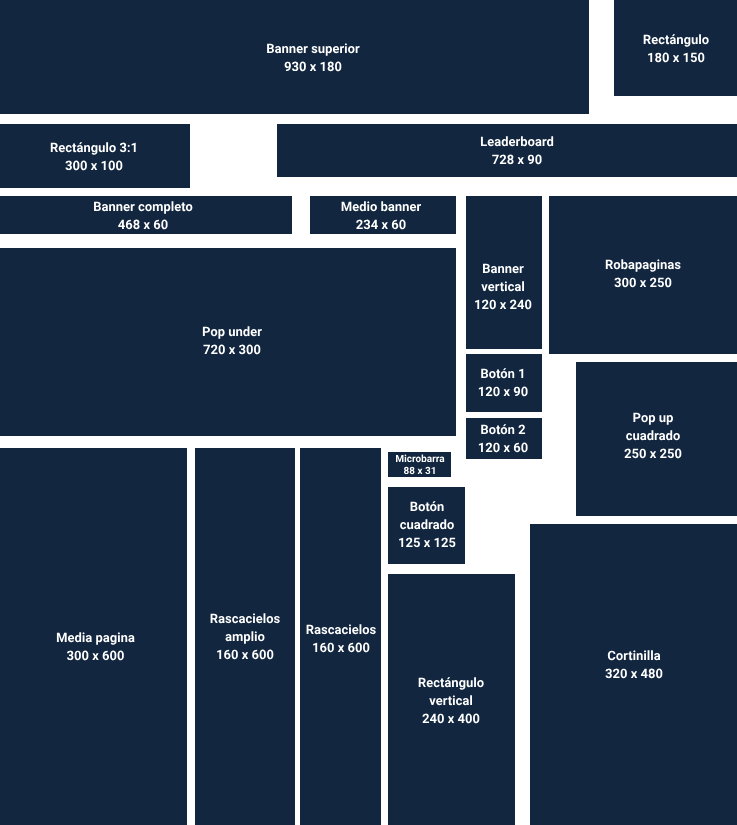 Banner superior
930 x 180
Rectángulo
180 x 150
Rectángulo 3:1
300 x 100
Leaderboard
728 x 90
Banner completo
468 x 60
Medio banner
234 x 60
Banner
vertical
120 x 240
Robapaginas
300 x 250
Pop under
720 x 300
Botón 1
120 x 90
Botón 2
120 x 60
Pop up
cuadrado
250 x 250
Microbarra
88 x 31
Botón
cuadrado
125 x 125
Media pagina
300 x 600
Rascacielos
amplio
160 x 600
Rascacielos
160 x 600
Rectángulo
vertical
240 x 400
Cortinilla
320 x 480